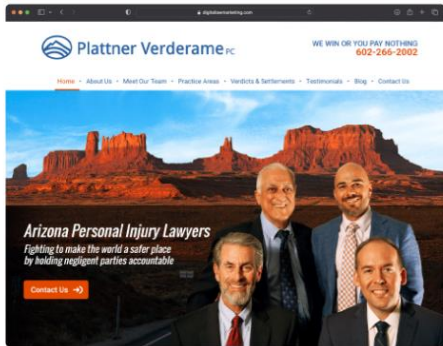 digitallawmarketing.com
Plattner Verderame PC
WE WIN OR YOU PAY NOTHING
602-266-2002
Home • About Us • Meet Our Team • Practice Areas • Verdicts & Settlements • Testimonials • Blog • Contact Us
Arizona Personal Injury Lawyers
Fighting to make the world a safer place
by holding negligent parties accountable
Contact Us